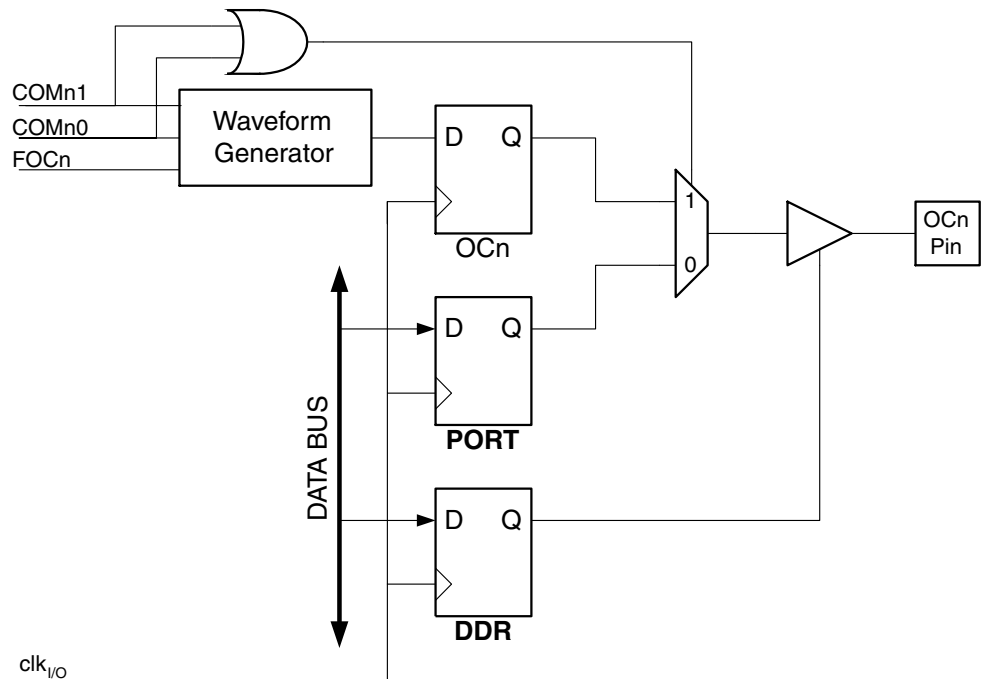 COMn1
COMn0
FOCn
Waveform
Generator
D Q
OCn
1
0
OCn
Pin
D Q
PORT
DATA BUS
D Q
DDR
clkI/O